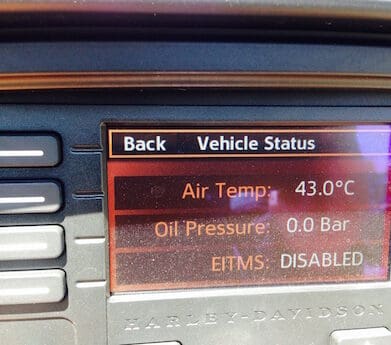 Back Vehicle Status
Air Temp: 43.0°C
Oil Pressure: 0.0 Bar
EITMS: DISABLED
HARLEY-DAVIDSON